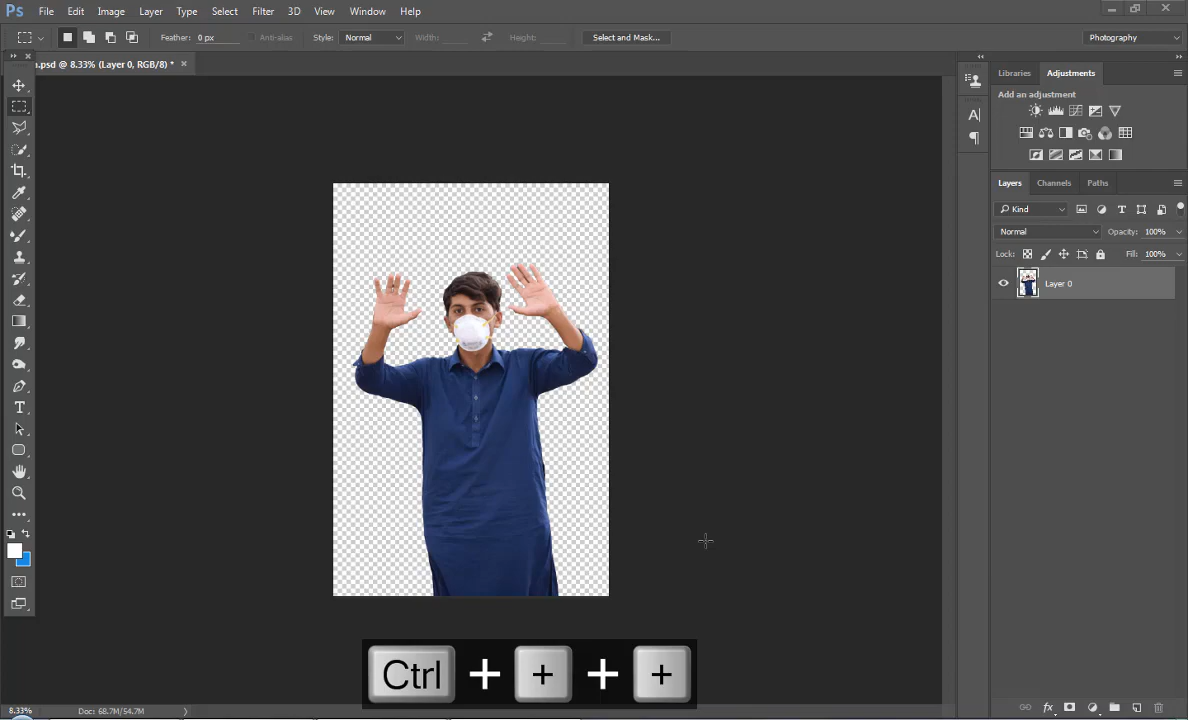 Ps File Edit Image Layer Type Select Filter 3D View Window Help
Feather: 0 px Anti-alias Style: Normal Width: Height: Select and Mask... Photography
.psd @ 8.33% (Layer 0, RGB/8) * ×
Libraries Adjustments
Add an adjustment
A
Layers Channels Paths
Kind
Normal Opacity: 100%
Lock: Fill: 100%
Layer 0
T
Ctrl + + + +
8.33% Doc: 68.7M/54.7M
fx